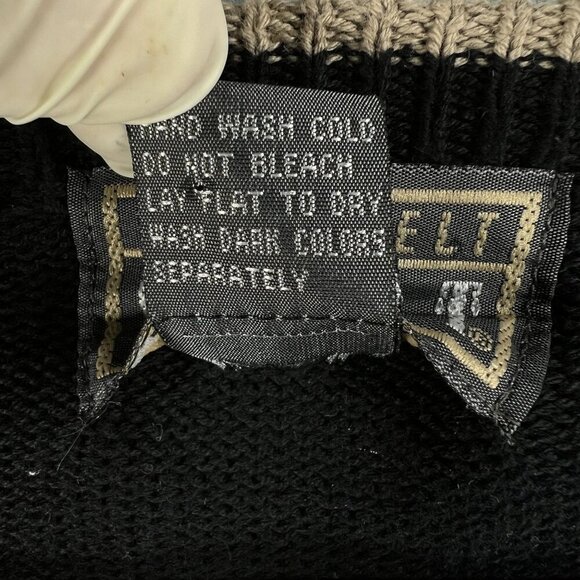 HAND WASH COLD
DO NOT BLEACH
LAY FLAT TO DRY
WASH DARK COLORS
SEPARATELY
ELT